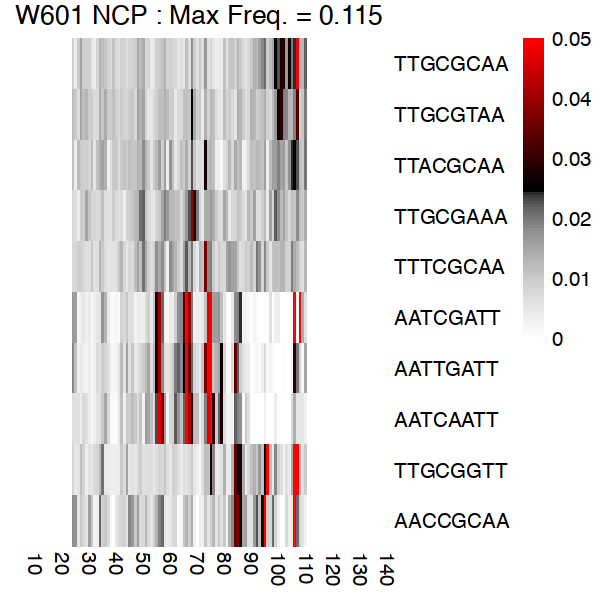 W601 NCP : Max Freq. = 0.115
TTGCGCAA
TTGCGTAA
TTACGCAA
TTGCGAAA
TTTCGCAA
AATCGATT
AATTGATT
AATCAATT
TTGCGGTT
AACCGCAA
0.05
0.04
0.03
0.02
0.01
0
10 20 30 40 50 60 70 80 90 100 110 120 130 140